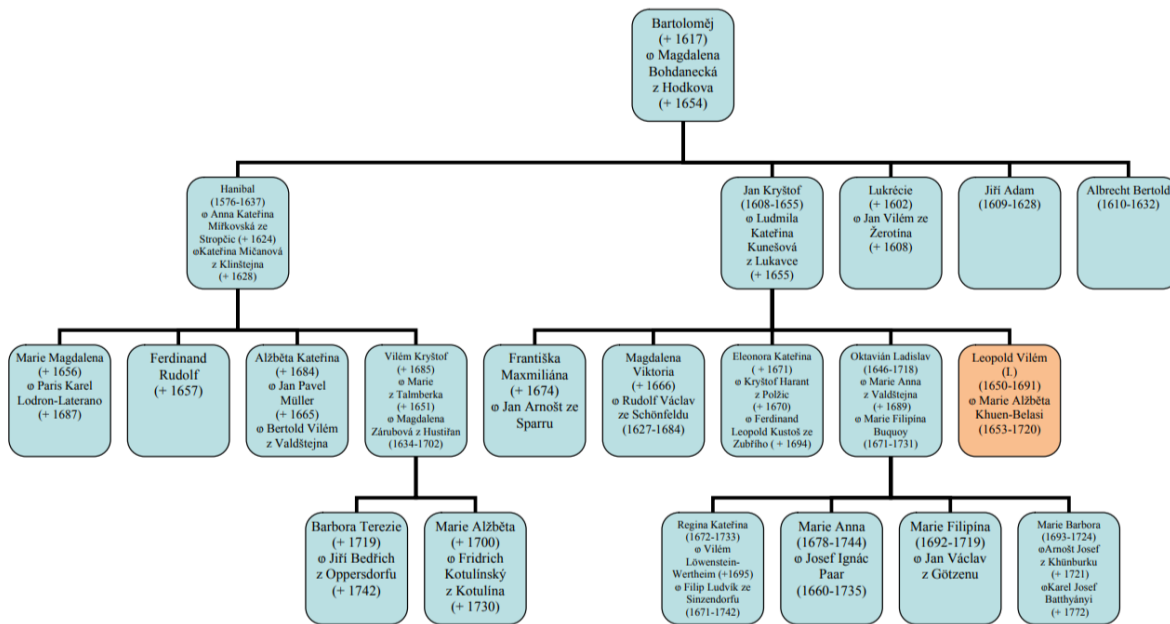 Bartoloměj
(+ 1617)
⚭ Magdalena
Bohdanecká
z Hodkova
(+ 1654)
Hanibal
(1576-1637)
⚭ Anna Kateřina
Miřkovská ze
Stropčic (+ 1624)
⚭Kateřina Mičanová
z Klinštejna
(+ 1628)
Jan Kryštof
(1608-1655)
⚭ Ludmila
Kateřina
Kunešová
z Lukavce
(+ 1655)
Lukrécie
(+ 1602)
⚭ Jan Vilém ze
Žerotína
(+ 1608)
Jiří Adam
(1609-1628)
Albrecht Bertold
(1610-1632)
Marie Magdalena
(+ 1656)
⚭ Paris Karel
Lodron-Laterano
(+ 1687)
Ferdinand
Rudolf
(+ 1657)
Alžběta Kateřina
(+ 1684)
⚭ Jan Pavel
Müller
(+ 1665)
⚭ Bertold Vilém
z Valdštejna
Vilém Kryštof
(+ 1685)
⚭ Marie
z Talmberka
(+ 1651)
⚭ Magdalena
Zárubová z Hustiřan
(1634-1702)
Františka
Maxmiliána
(+ 1674)
⚭ Jan Arnošt ze
Sparru
Magdalena
Viktoria
(+ 1666)
⚭ Rudolf Václav
ze Schönfeldu
(1627-1684)
Eleonora Kateřina
( + 1671)
⚭ Kryštof Harant
z Polžic
(+ 1670)
⚭ Ferdinand
Leopold Kustoš ze
Zubřího ( + 1694)
Oktavián Ladislav
(1646-1718)
⚭ Marie Anna
z Valdštejna
(+ 1689)
⚭ Marie Filipína
Buquoy
(1671-1731)
Leopold Vilém
(I.)
(1650-1691)
⚭ Marie Alžběta
Khuen-Belasi
(1653-1720)
Barbora Terezie
(+ 1719)
⚭ Jiří Bedřich
z Oppersdorfu
(+ 1742)
Marie Alžběta
(+ 1700)
⚭ Fridrich
Kotulínský
z Kotulína
(+ 1730)
Regina Kateřina
(1672-1733)
⚭ Vilém
Löwenstein-
Wertheim (+1695)
⚭ Filip Ludvík ze
Sinzendorfu
(1671-1742)
Marie Anna
(1678-1744)
⚭ Josef Ignác
Paar
(1660-1735)
Marie Filipína
(1692-1719)
⚭ Jan Václav
z Götzenu
Marie Barbora
(1693-1724)
⚭Arnošt Josef
z Khünburku
(+ 1721)
⚭Karel Josef
Batthyányi
(+ 1772)